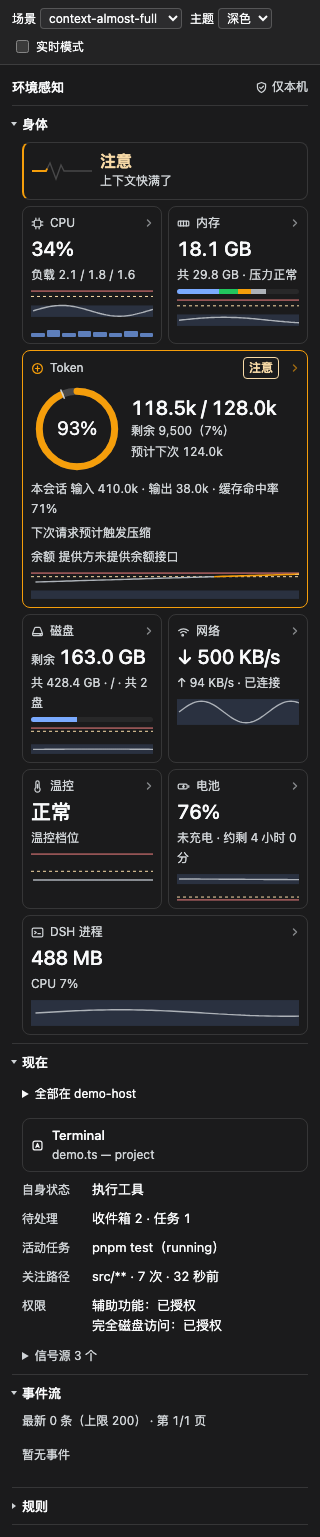 场景 context-almost-full 主题 深色
实时模式
环境感知 仅本机
身体
注意
上下文快满了
CPU
34%
负载 2.1 / 1.8 / 1.6
内存
18.1 GB
共 29.8 GB · 压力正常
Token 注意
93%
118.5k / 128.0k
剩余 9,500（7%）
预计下次 124.0k
本会话 输入 410.0k · 输出 38.0k · 缓存命中率
71%
下次请求预计触发压缩
余额 提供方未提供余额接口
磁盘
剩余 163.0 GB
共 428.4 GB · / · 共 2
盘
网络
↓ 500 KB/s
↑ 94 KB/s · 已连接
温控
正常
温控档位
电池
76%
未充电 · 约剩 4 小时 0
分
DSH 进程
488 MB
CPU 7%
现在
全部在 demo-host
Terminal
demo.ts — project
自身状态 执行工具
待处理 收件箱 2 · 任务 1
活动任务 pnpm test（running）
关注路径 src/** · 7 次 · 32 秒前
权限 辅助功能：已授权
完全磁盘访问：已授权
信号源 3 个
事件流
最新 0 条（上限 200） · 第 1/1 页
暂无事件
规则